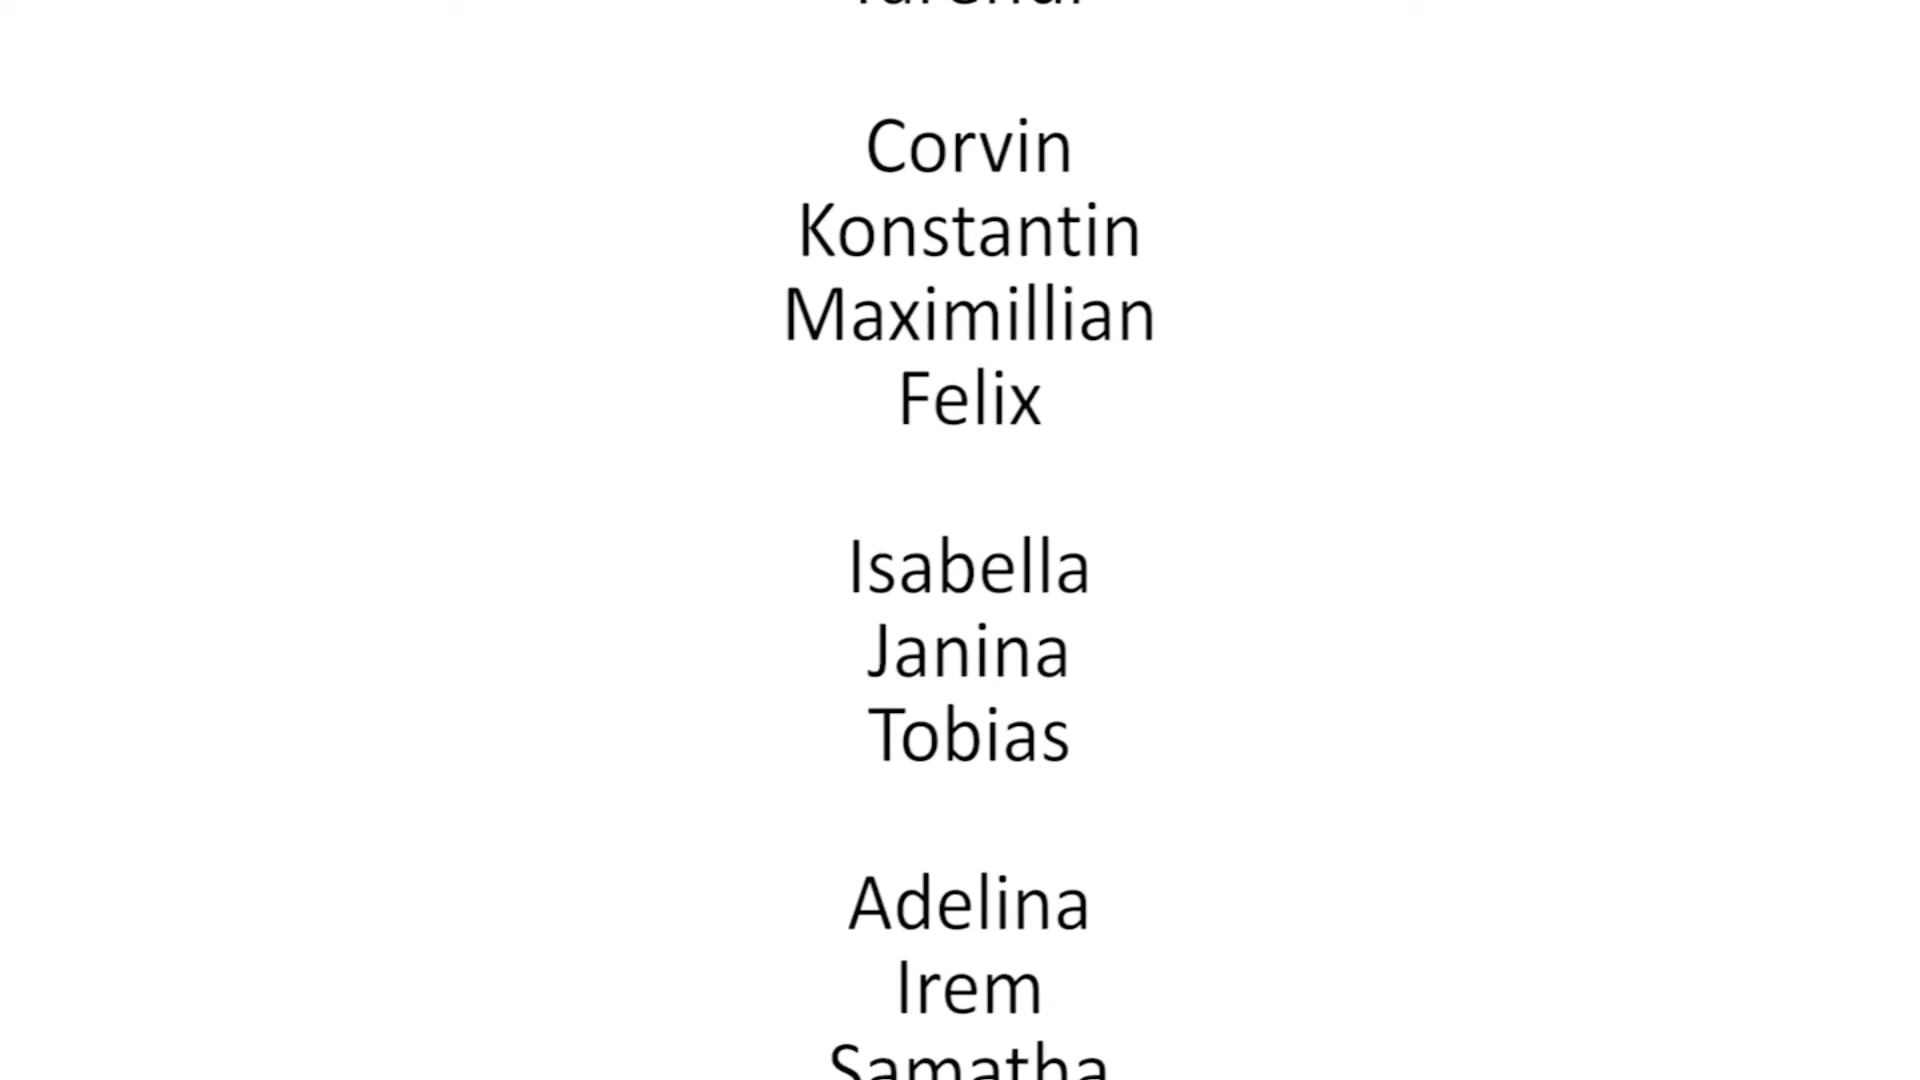 Corvin
Konstantin
Maximillian
Felix
Isabella
Janina
Tobias
Adelina
Irem
Samatha